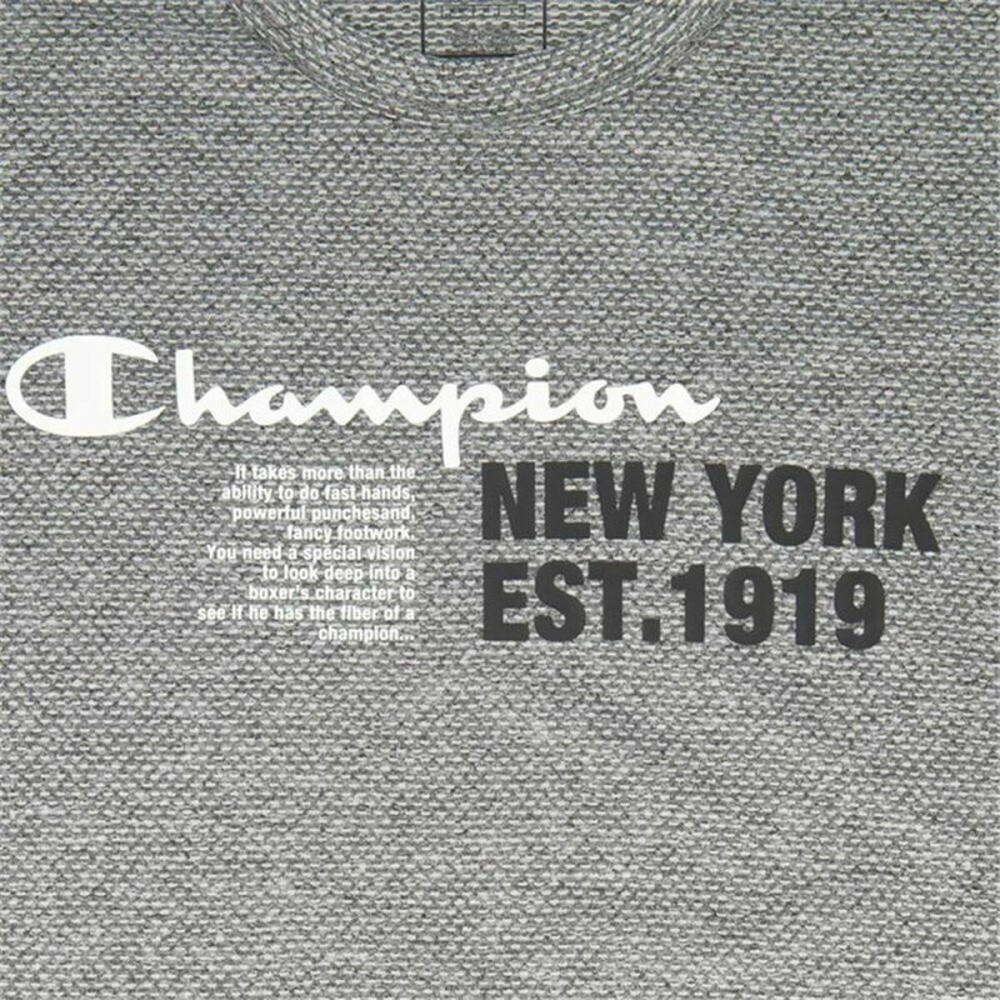 Champion
It takes more than the
ability to do fast hands,
powerful punchesand,
fancy footwork.
You need a special vision
to look deep into a
boxer's character to
see if he has the fiber of a
champion...
NEW YORK
EST.1919